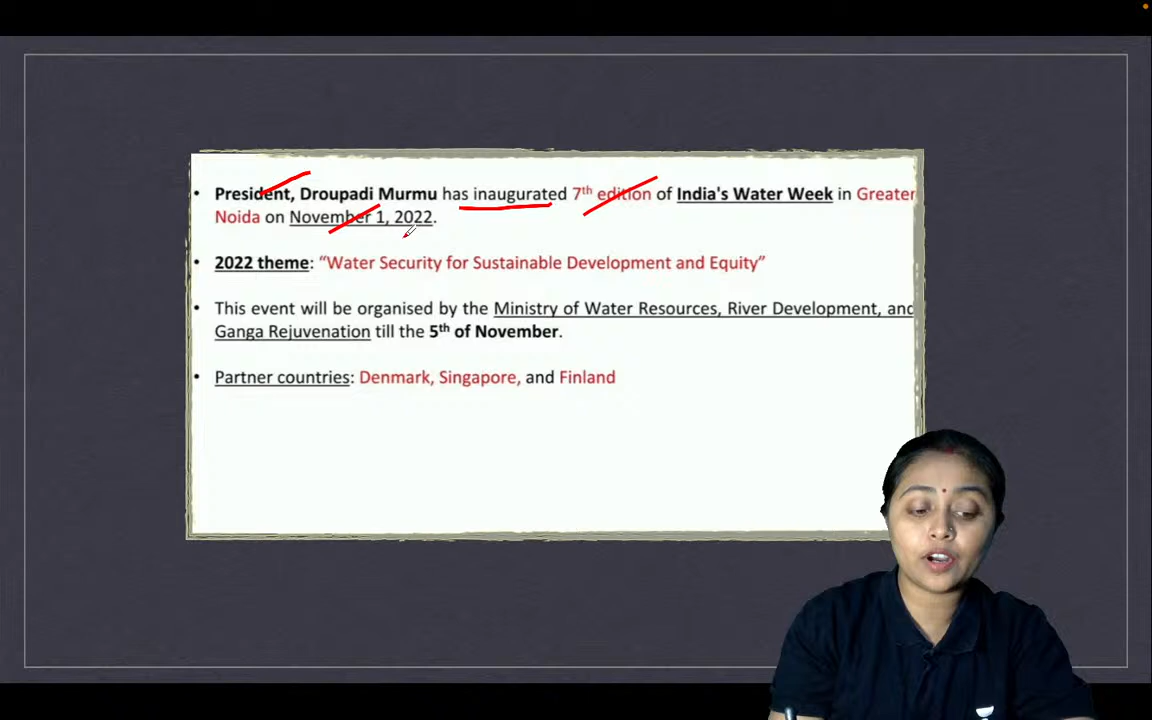 • President, Droupadi Murmu has inaugurated 7th edition of India's Water Week in Greater
Noida on November 1, 2022.
• 2022 theme: “Water Security for Sustainable Development and Equity”
• This event will be organised by the Ministry of Water Resources, River Development, and
Ganga Rejuvenation till the 5th of November.
• Partner countries: Denmark, Singapore, and Finland